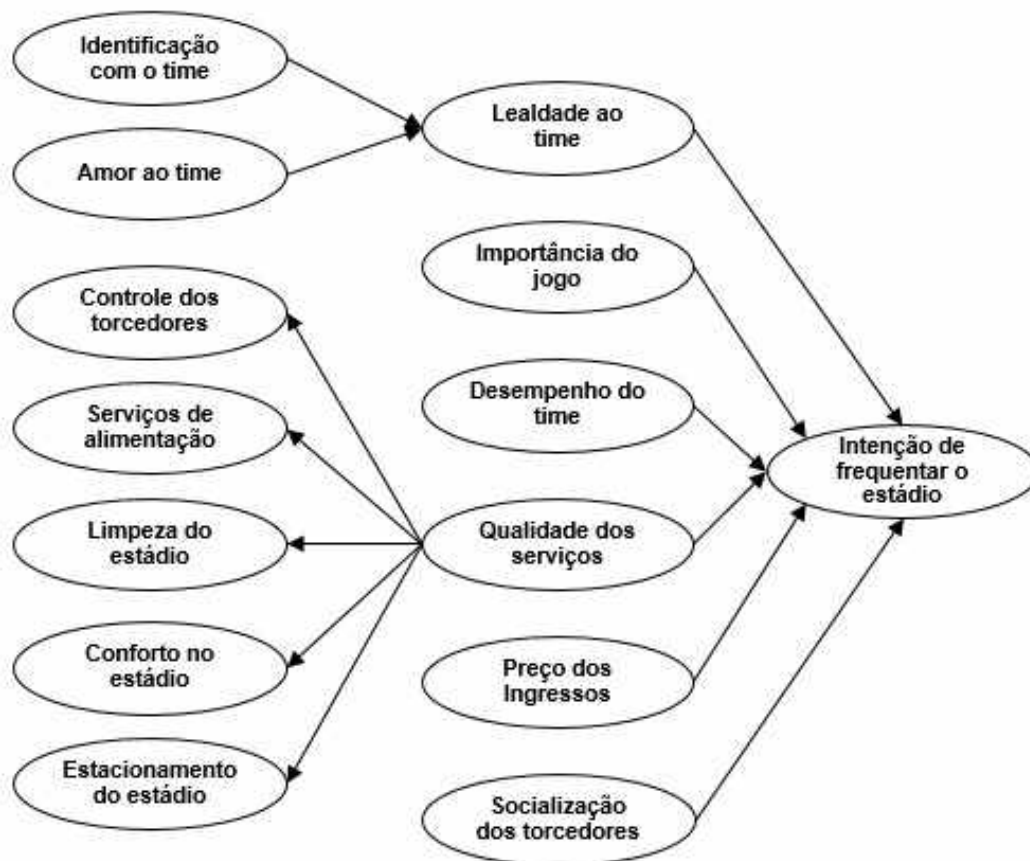 Identificação
com o time
Amor ao time
Controle dos
torcedores
Serviços de
alimentação
Limpeza do
estádio
Conforto no
estádio
Estacionamento
do estádio
Lealdade ao
time
Importância do
jogo
Desempenho do
time
Qualidade dos
serviços
Preço dos
Ingressos
Socialização
dos torcedores
Intenção de
frequentar o
estádio